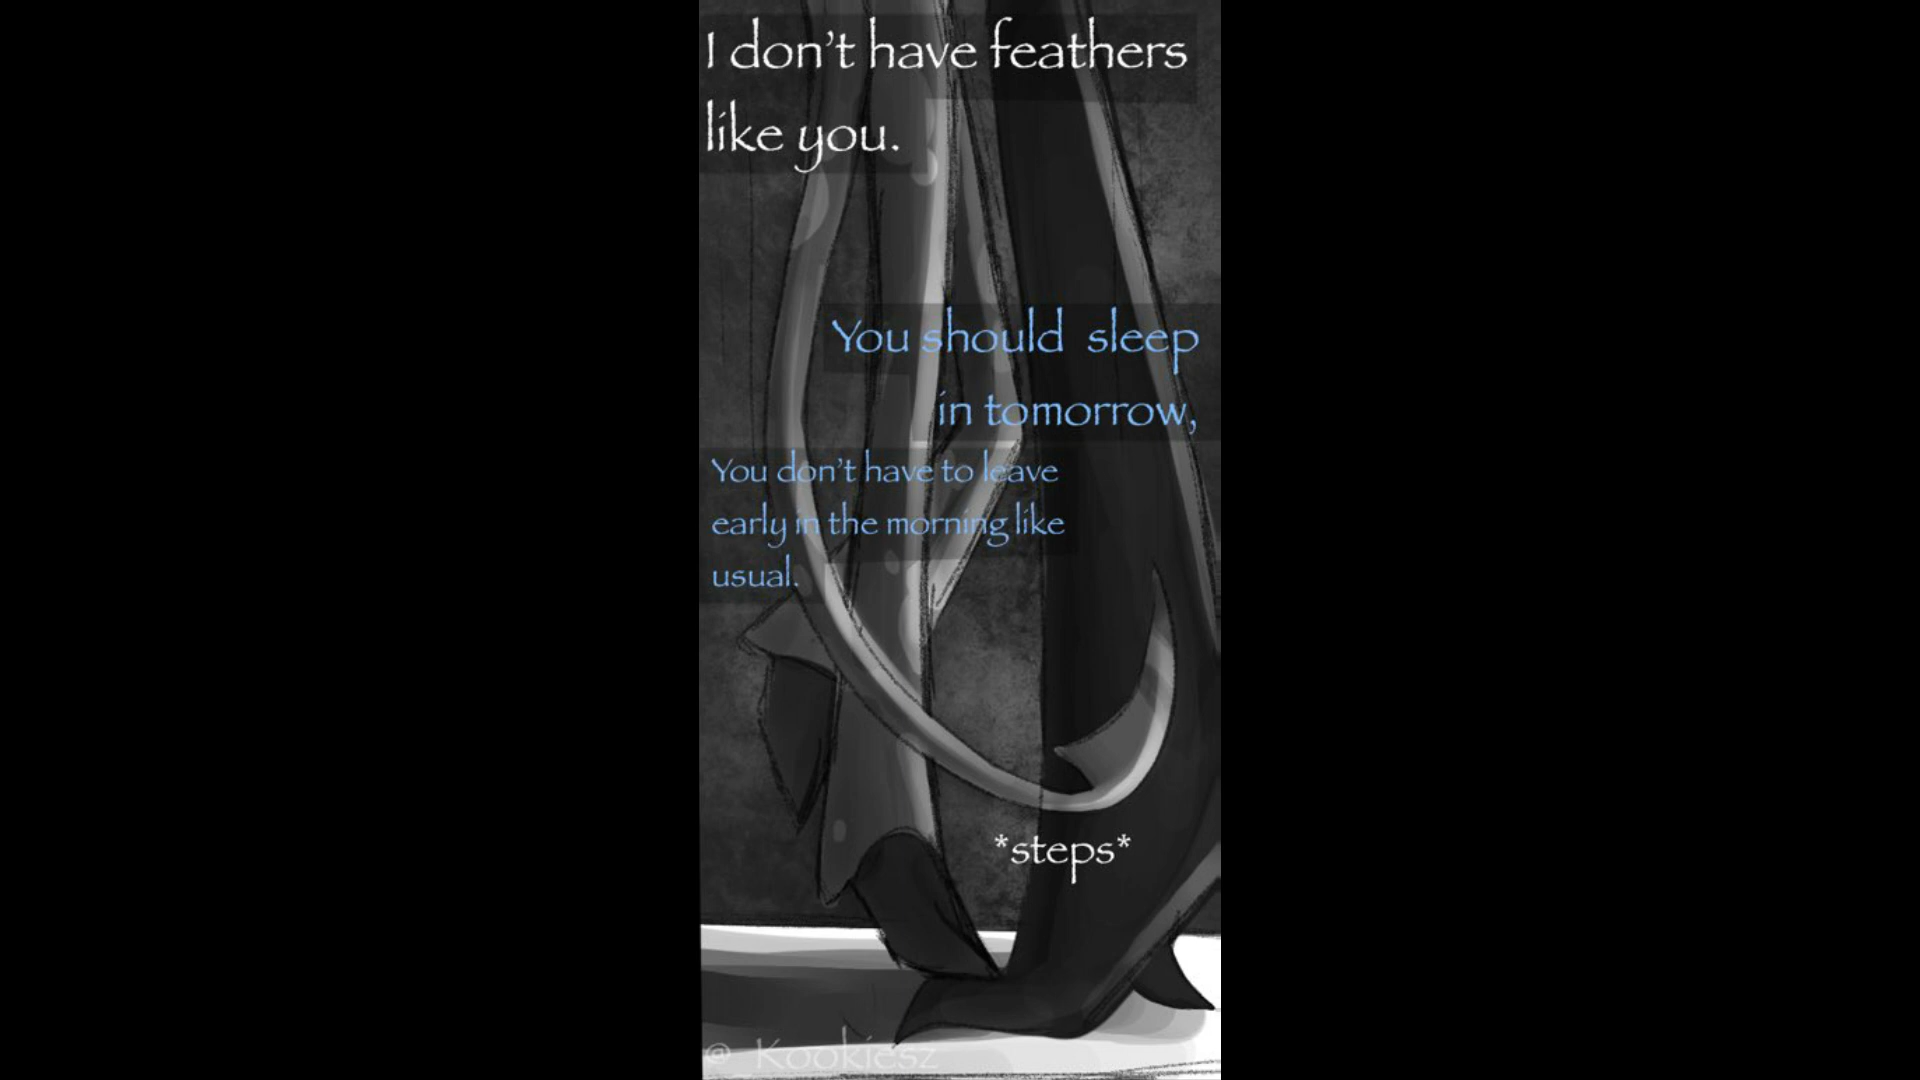 I don't have feathers
like you.
You should sleep
in tomorrow,
You don't have to leave
early in the morning like
usual.
*steps*
@_Kookiesz